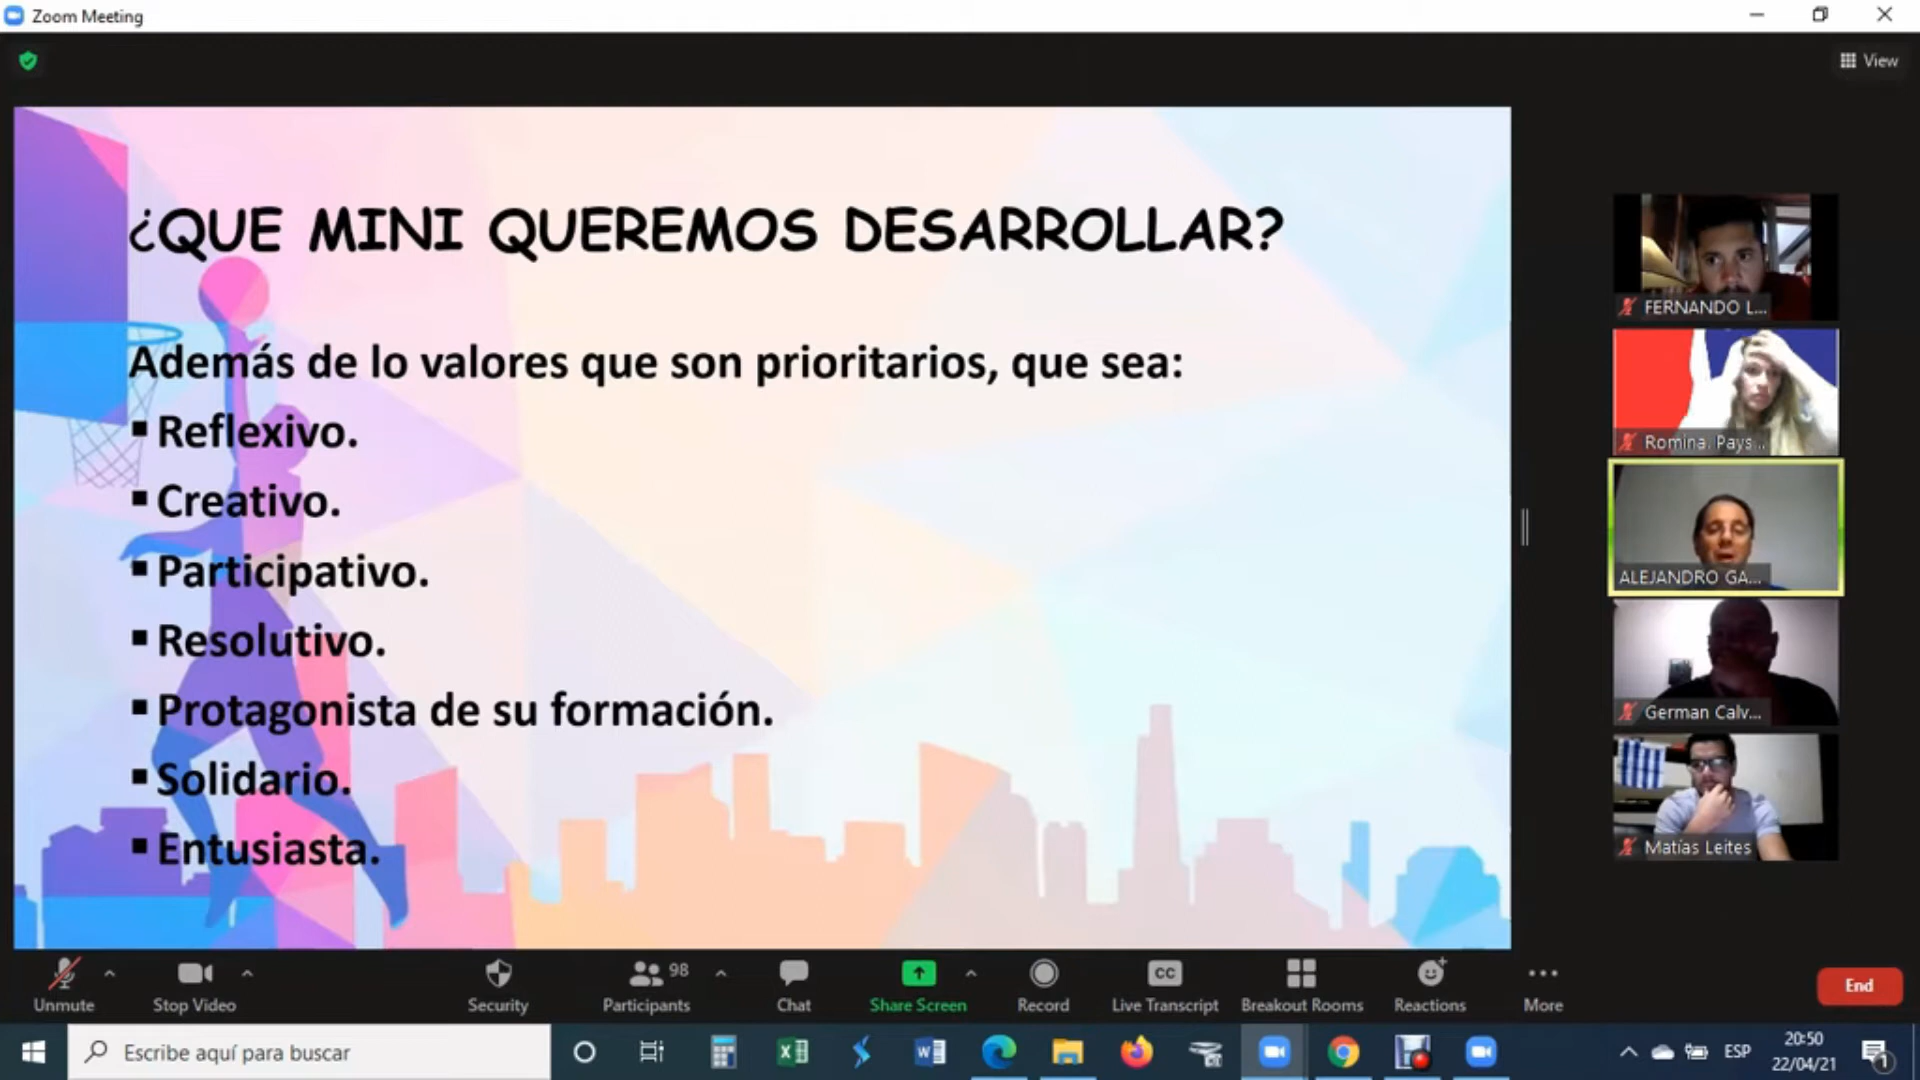 Zoom Meeting
View
¿QUE MINI QUEREMOS DESARROLLAR?
Además de lo valores que son prioritarios, que sea:
▪Reflexivo.
▪Creativo.
▪Participativo.
▪Resolutivo.
▪Protagonista de su formación.
▪Solidario.
▪Entusiasta.
FERNANDO L...
Romina. Pays...
ALEJANDRO GA...
German Calv...
Matías Leites
Unmute
Stop Video
Security
98
Participants
Chat
Share Screen
Record
CC
Live Transcript
Breakout Rooms
Reactions
More
End
Escribe aquí para buscar
ESP
20:50
22/04/21
1